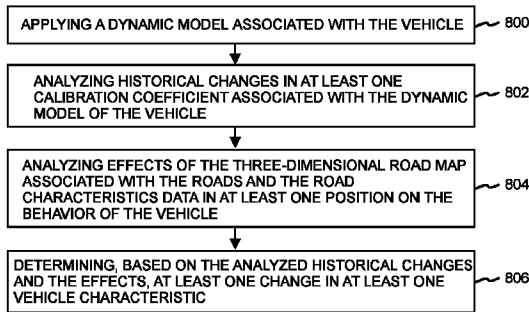 APPLYING A DYNAMIC MODEL ASSOCIATED WITH THE VEHICLE
800
ANALYZING HISTORICAL CHANGES IN AT LEAST ONE
CALIBRATION COEFFICIENT ASSOCIATED WITH THE DYNAMIC
MODEL OF THE VEHICLE
802
ANALYZING EFFECTS OF THE THREE-DIMENSIONAL ROAD MAP
ASSOCIATED WITH THE ROADS AND THE ROAD
CHARACTERISTICS DATA IN AT LEAST ONE POSITION ON THE
BEHAVIOR OF THE VEHICLE
804
DETERMINING, BASED ON THE ANALYZED HISTORICAL CHANGES
AND THE EFFECTS, AT LEAST ONE CHANGE IN AT LEAST ONE
VEHICLE CHARACTERISTIC
806